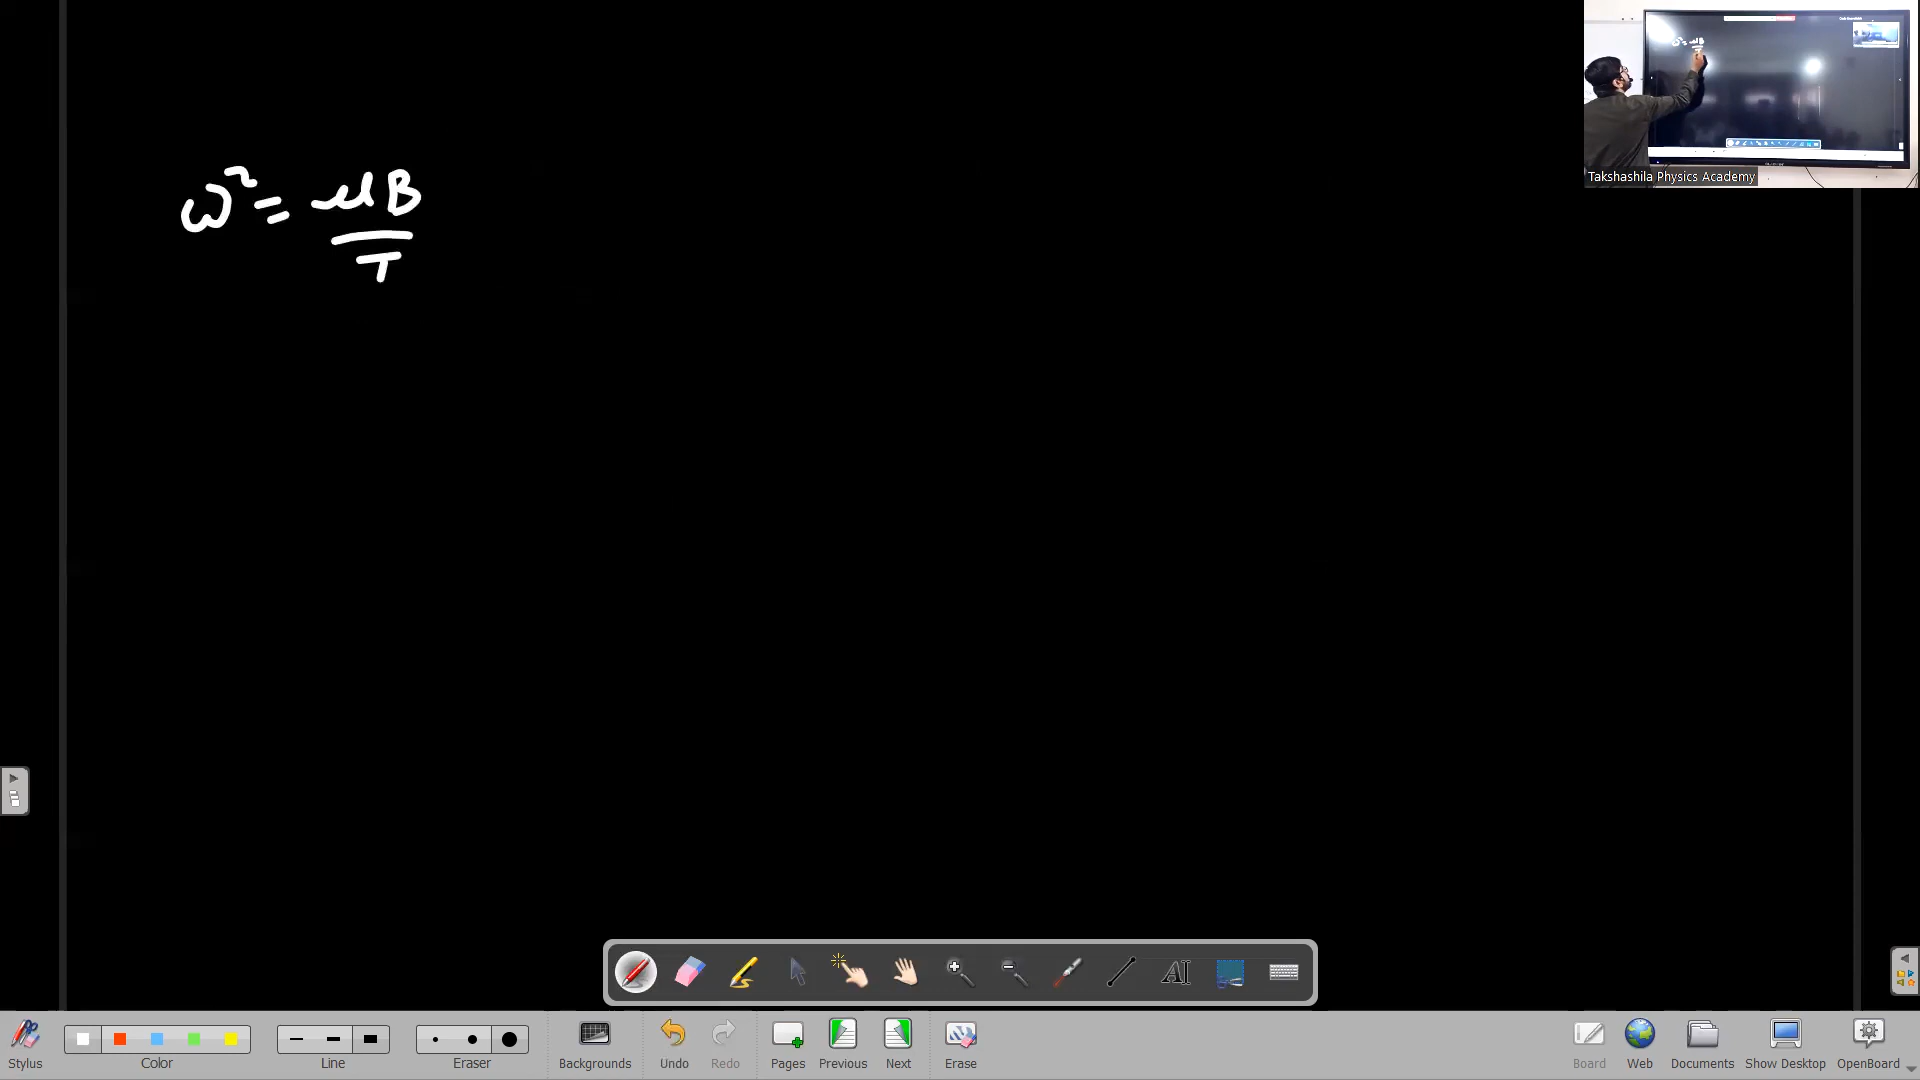 Takshashila Physics Academy
ω² = μB
T
Stylus
Color
Line
Eraser
Backgrounds
Undo
Redo
Pages
Previous
Next
Erase
Board
Web
Documents
Show Desktop
OpenBoard